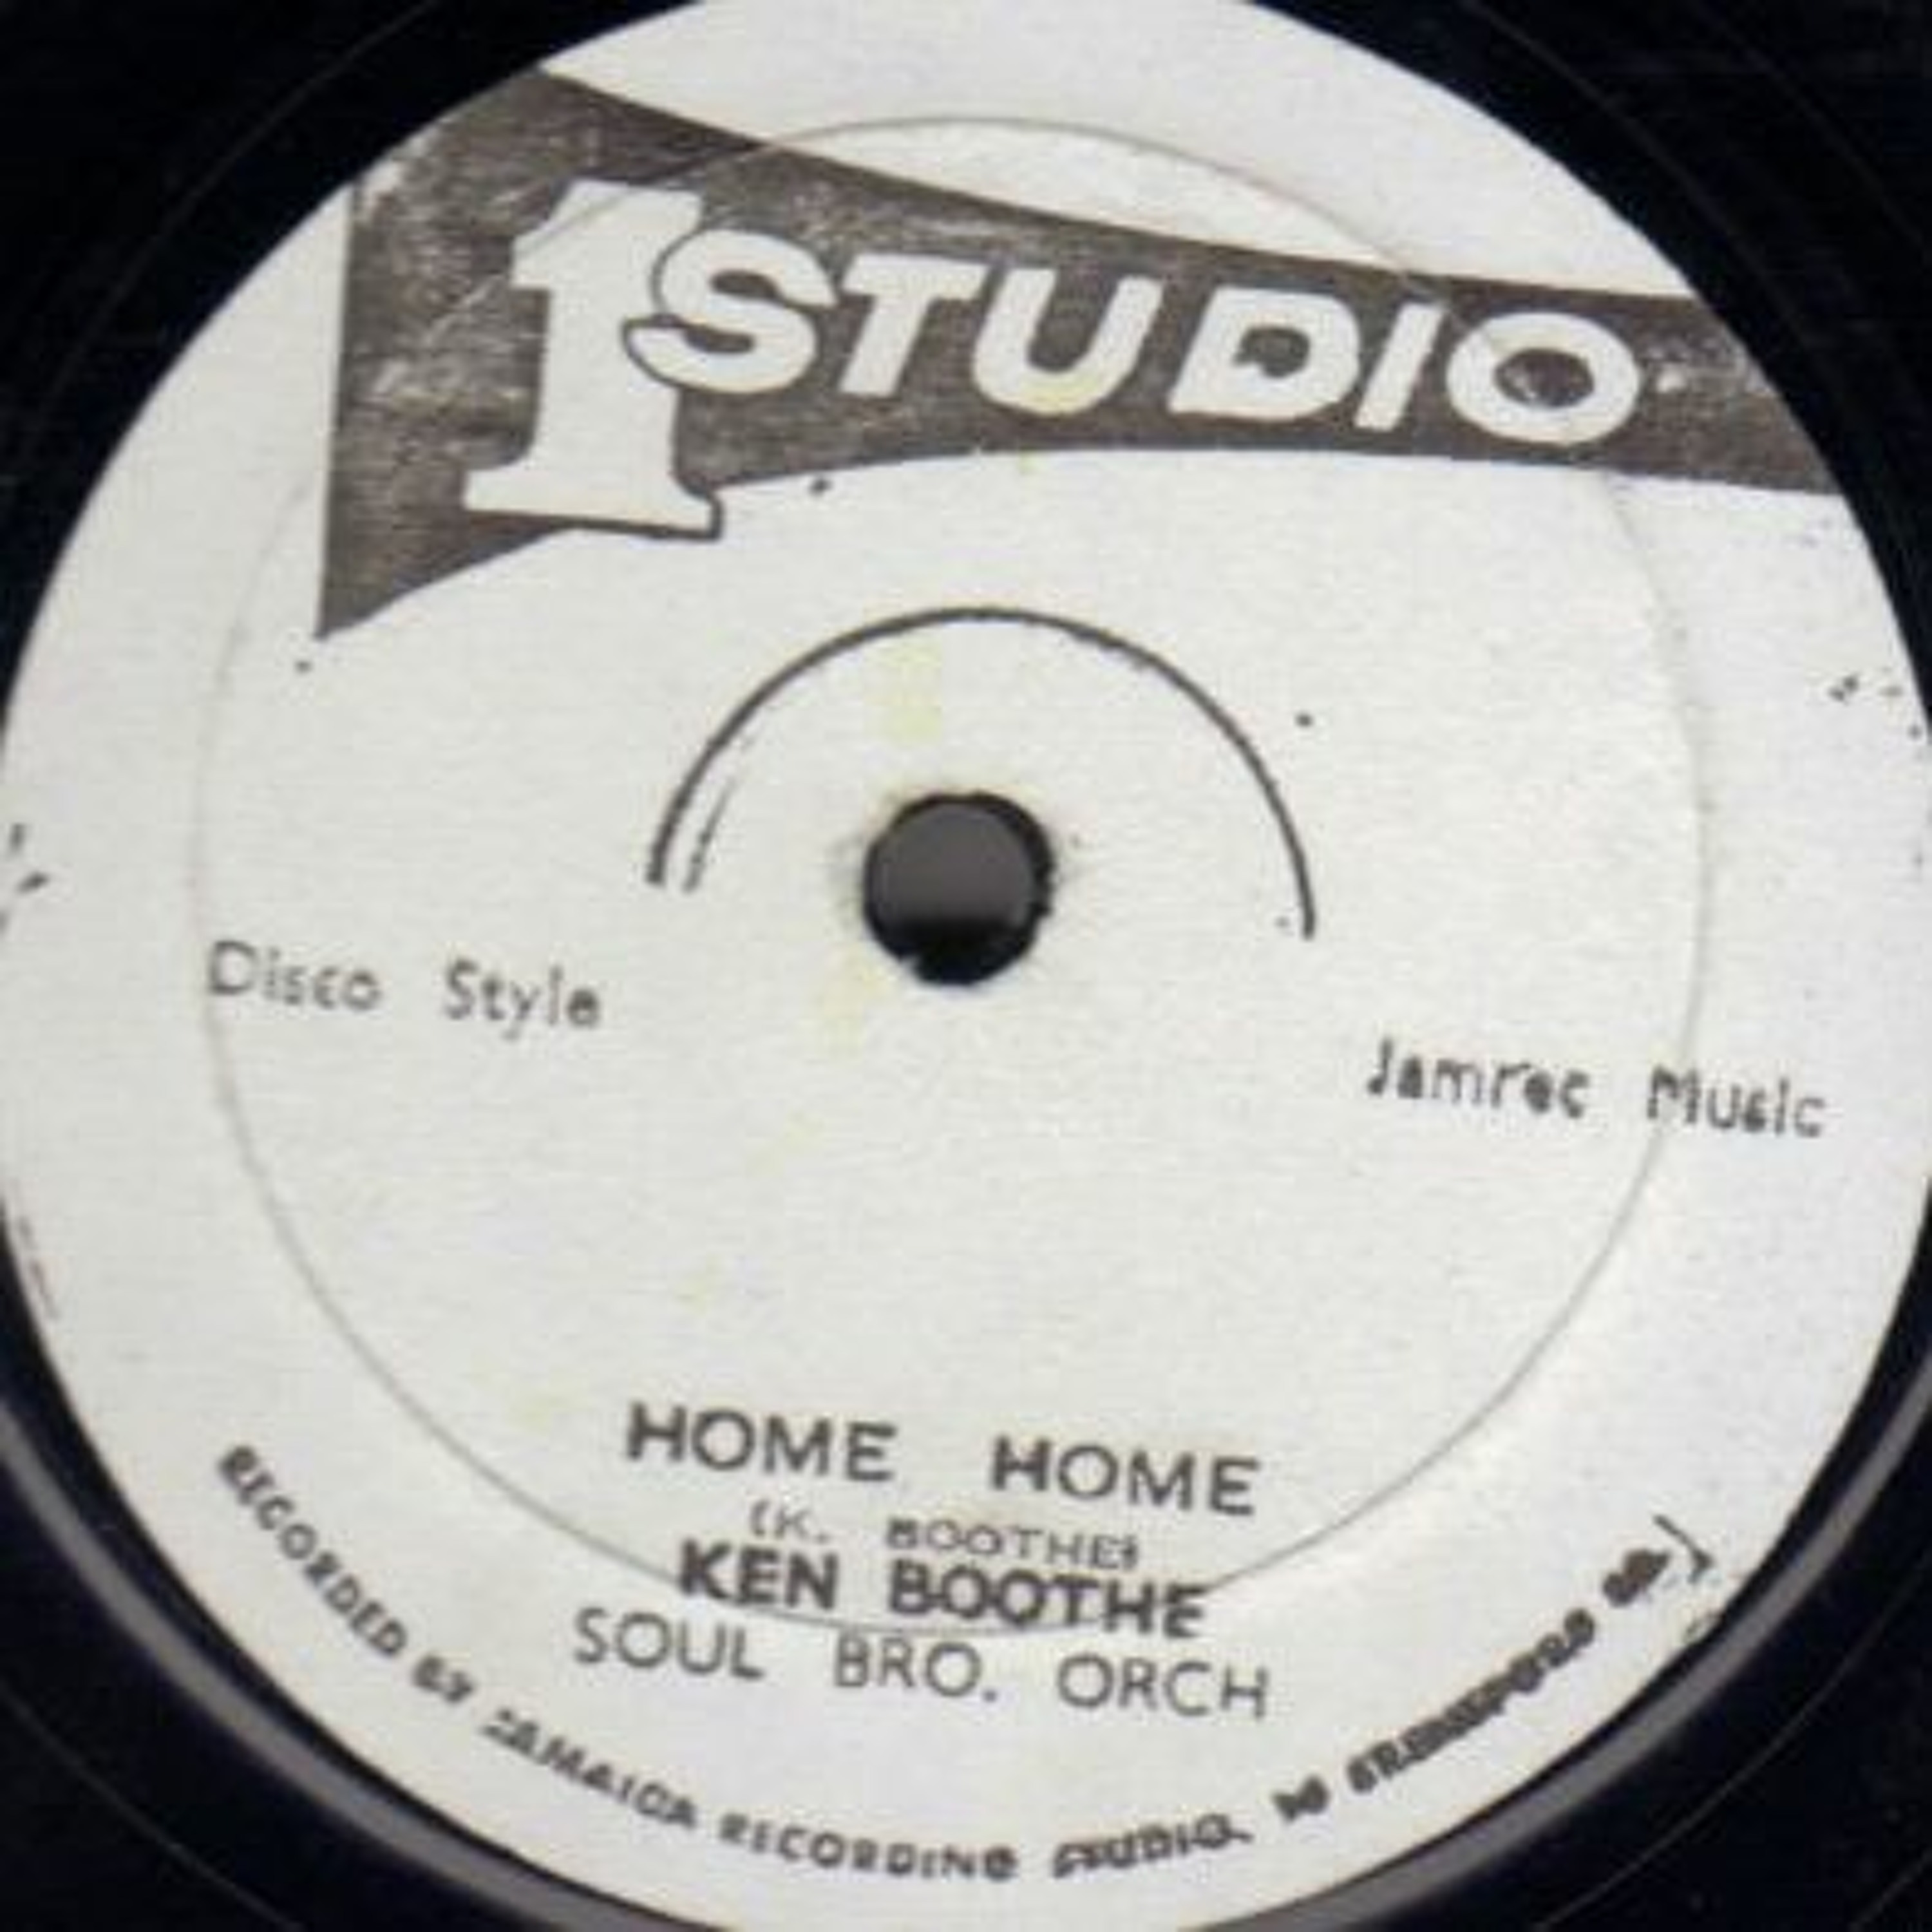 1 STUDIO
Disco Style
Jamrec Music
HOME HOME
(K. BOOTHE)
KEN BOOTHE
SOUL BRO. ORCH
RECORDED BY JAMAICA RECORDING STUDIO.